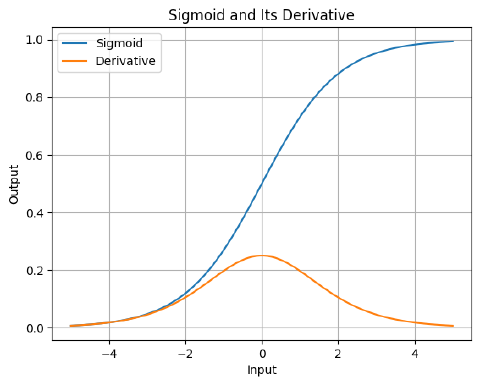 Sigmoid and Its Derivative
Sigmoid
Derivative
1.0
0.8
0.6
0.4
0.2
0.0
Output
−4 −2 0 2 4
Input